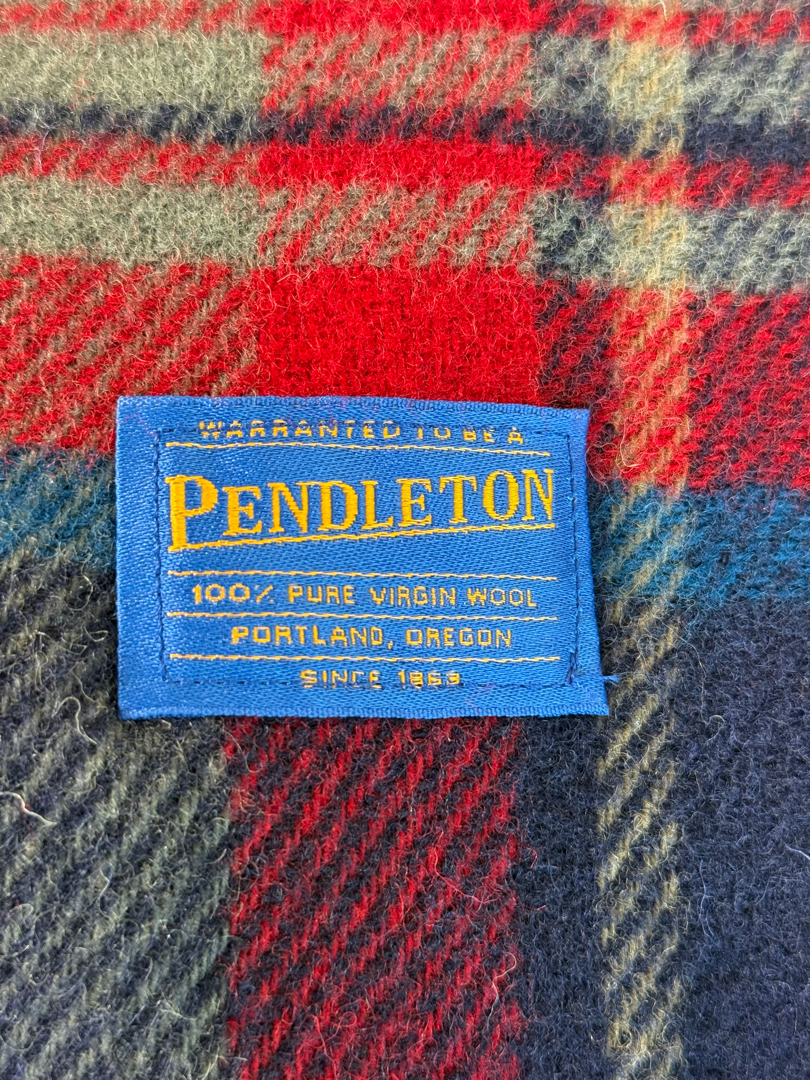 WARRANTED TO BE A
PENDLETON
100% PURE VIRGIN WOOL
PORTLAND, OREGON
SINCE 1863